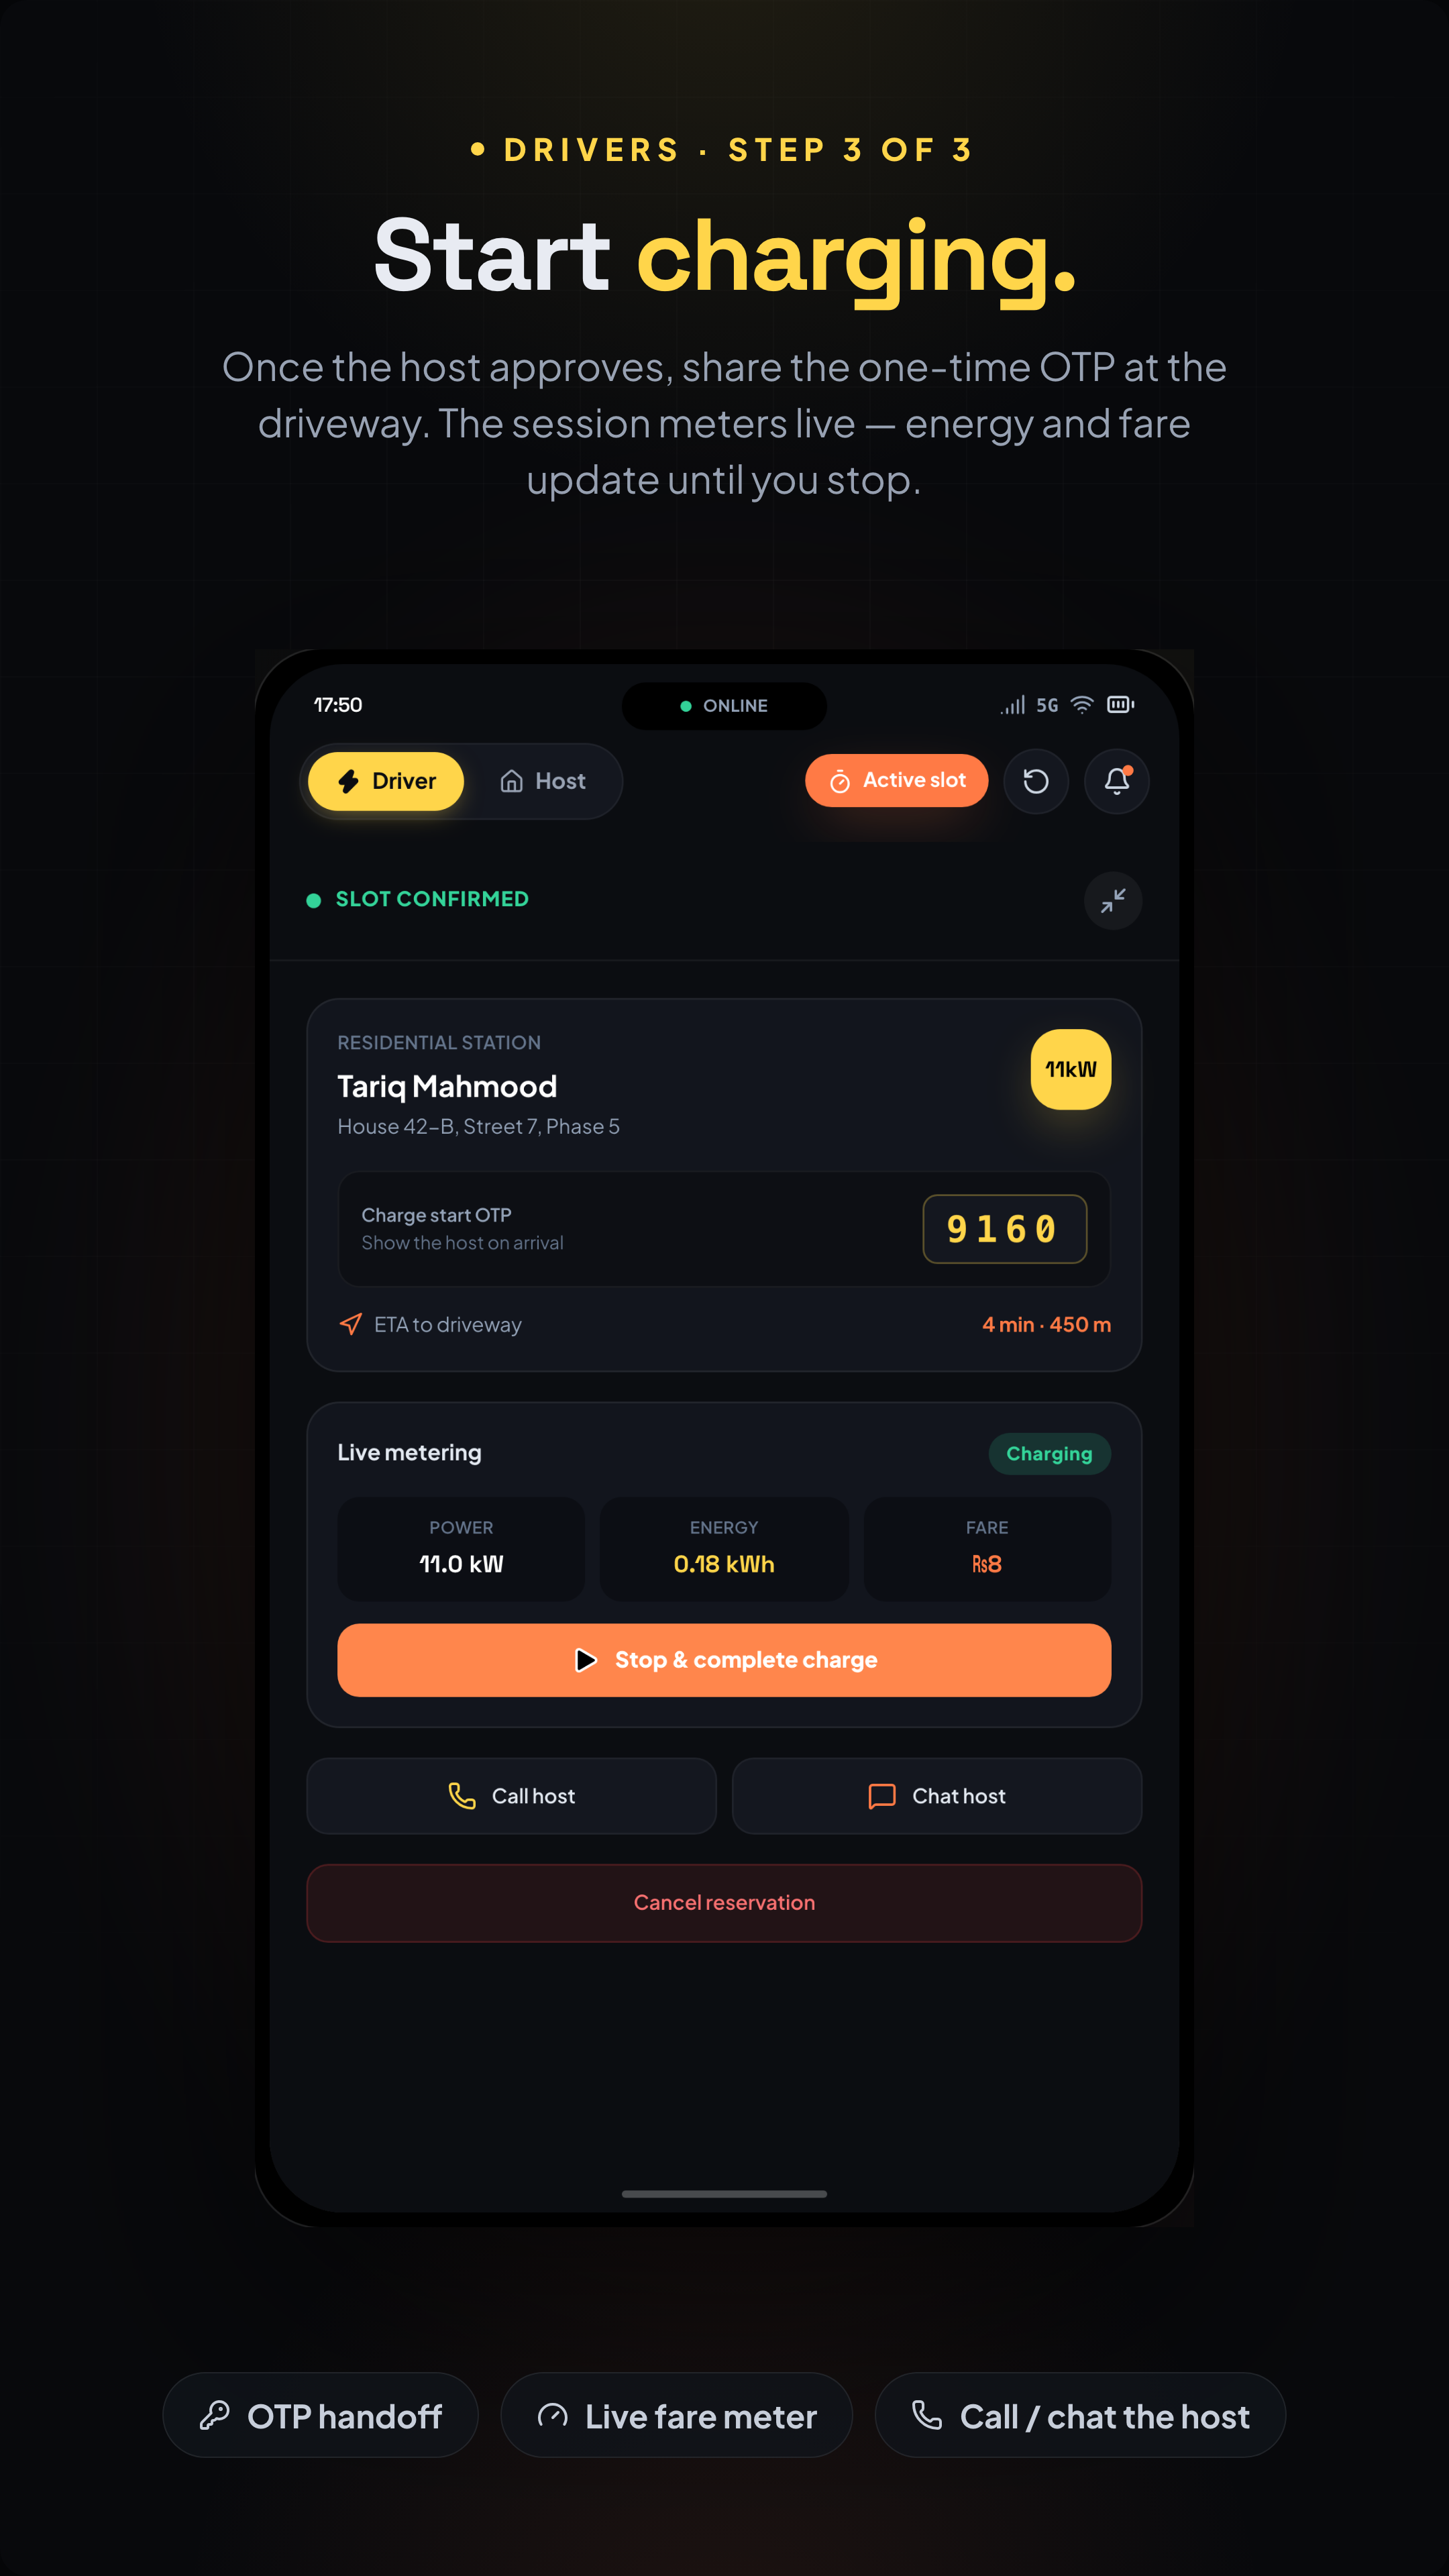 DRIVERS · STEP 3 OF 3
Start charging.
Once the host approves, share the one-time OTP at the
driveway. The session meters live — energy and fare
update until you stop.
17:50
ONLINE
5G
Driver
Host
Active slot
SLOT CONFIRMED
RESIDENTIAL STATION
Tariq Mahmood
House 42-B, Street 7, Phase 5
11kW
Charge start OTP
Show the host on arrival
9160
ETA to driveway
4 min · 450 m
Live metering
Charging
POWER
11.0 kW
ENERGY
0.18 kWh
FARE
₨8
Stop & complete charge
Call host
Chat host
Cancel reservation
OTP handoff
Live fare meter
Call / chat the host